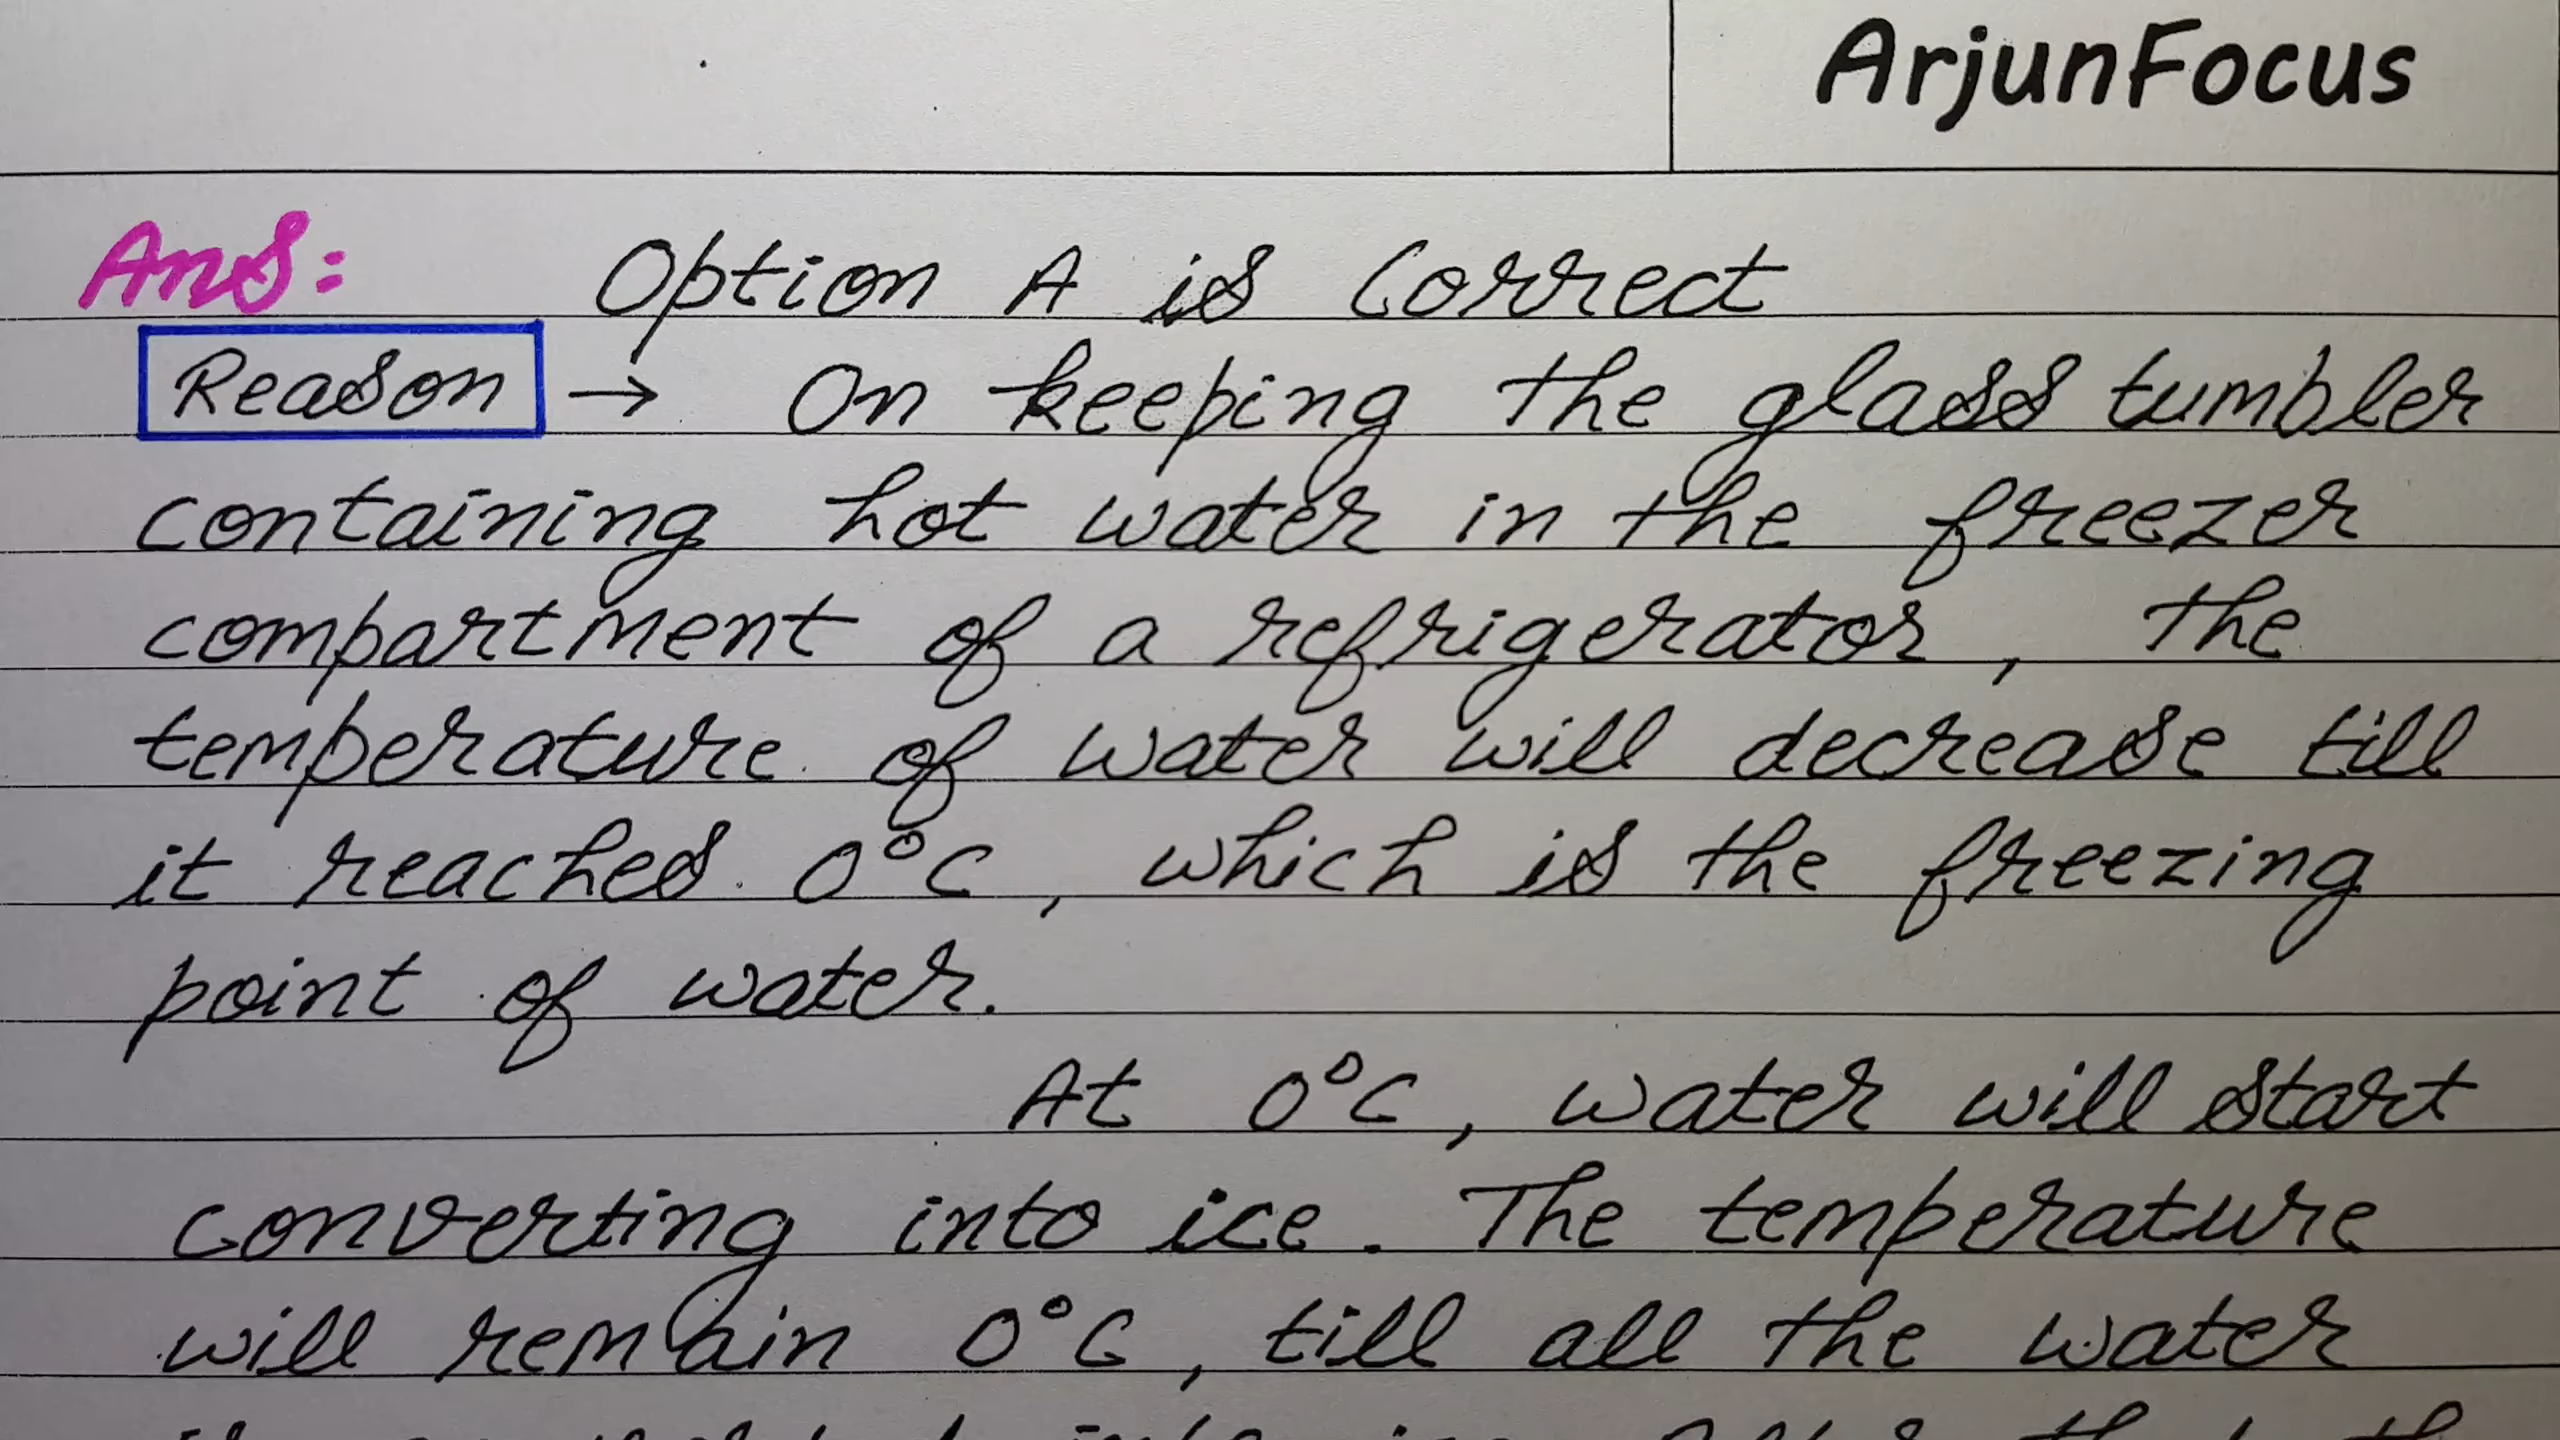 ArjunFocus
Ans: Option A is Correct
Reason → On keeping the glass tumbler
containing hot water in the freezer
compartment of a refrigerator, the
temperature of water will decrease till
it reaches 0°C, which is the freezing
point of water.
At 0°C, water will start
converting into ice. The temperature
will remain 0°C, till all the water